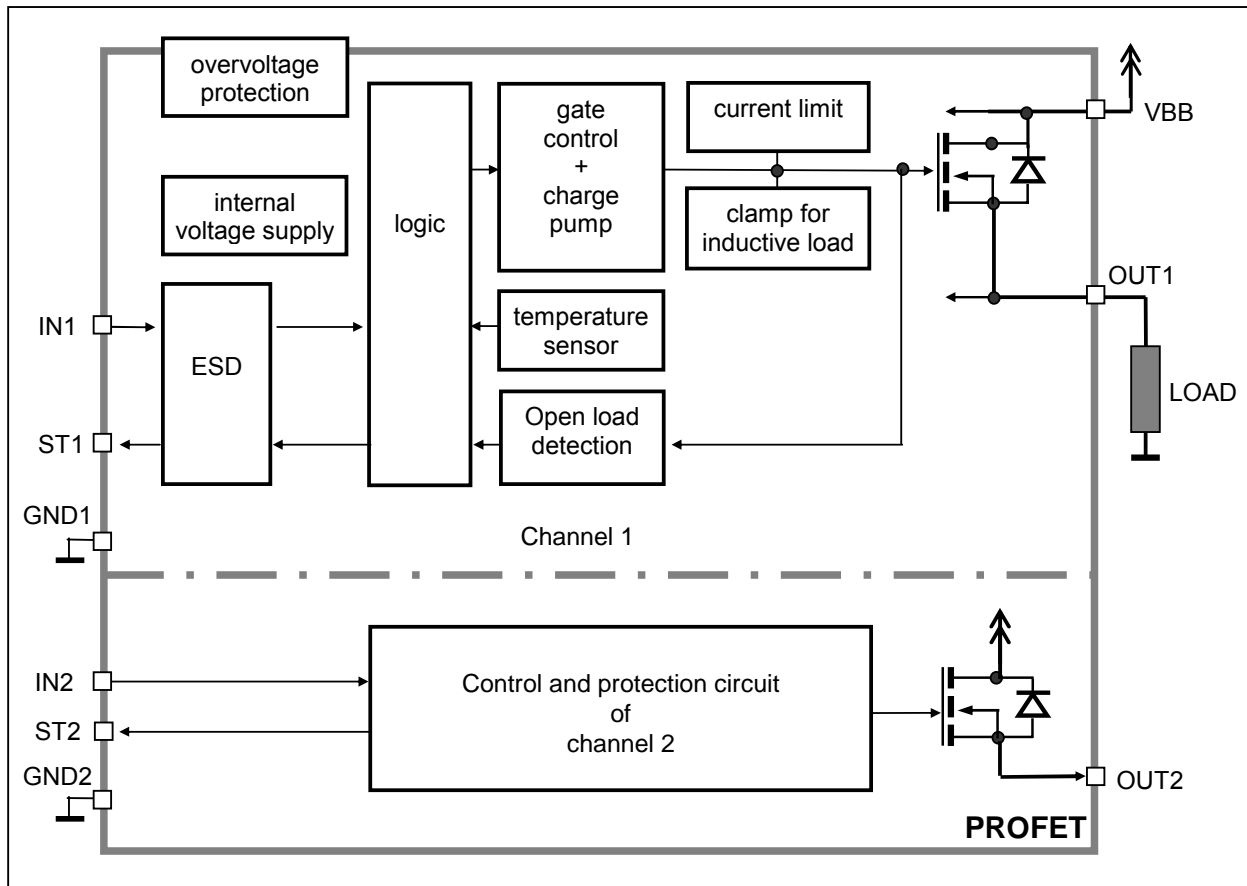 overvoltage
protection
internal
voltage supply
logic
gate
control
+
charge
pump
current limit
clamp for
inductive load
VBB
OUT1
LOAD
IN1
ESD
temperature
sensor
ST1
Open load
detection
GND1
Channel 1
IN2
ST2
GND2
Control and protection circuit
of
channel 2
OUT2
PROFET